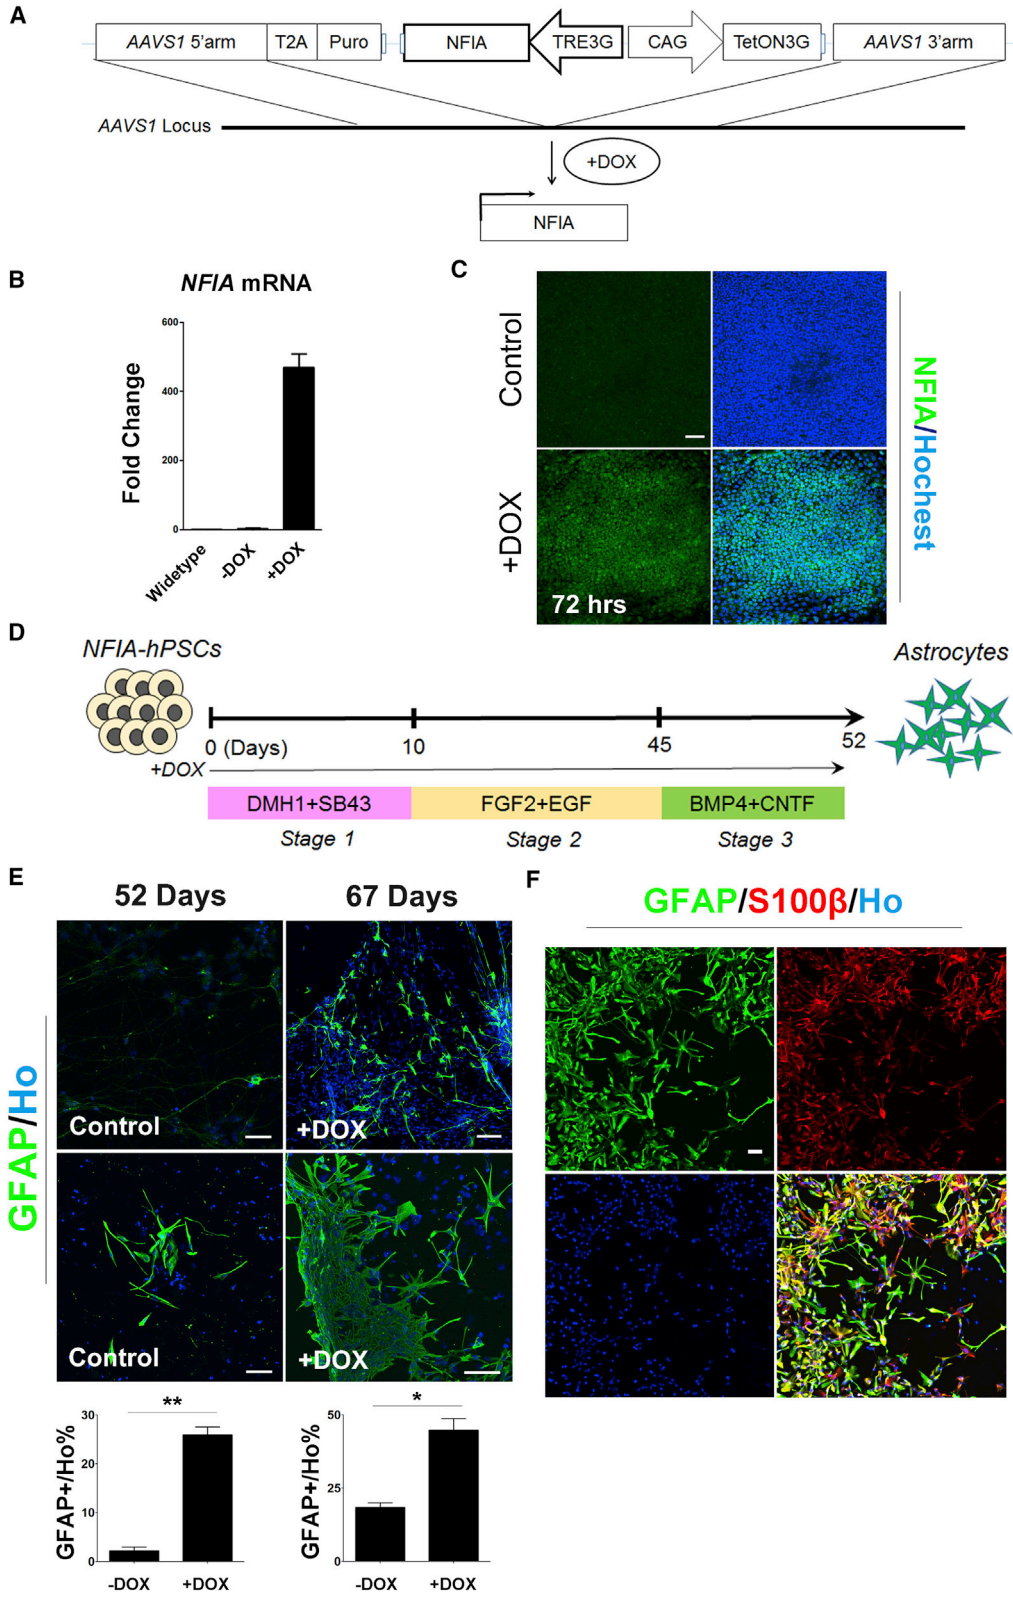 A
AAVS1 5'arm T2A Puro NFIA TRE3G CAG TetON3G AAVS1 3'arm
AAVS1 Locus
+DOX
NFIA
B
NFIA mRNA
Fold Change
600
400
200
0
Widetype -DOX +DOX
C
Control
+DOX
72 hrs
NFIA/Hochest
D
NFIA-hPSCs
Astrocytes
0 (Days) 10 45 52
+DOX
DMH1+SB43 FGF2+EGF BMP4+CNTF
Stage 1 Stage 2 Stage 3
E
52 Days 67 Days
GFAP/Ho
Control +DOX
Control +DOX
**
GFAP+/Ho%
30
20
10
0
-DOX +DOX
*
GFAP+/Ho%
50
25
0
-DOX +DOX
F
GFAP/S100β/Ho